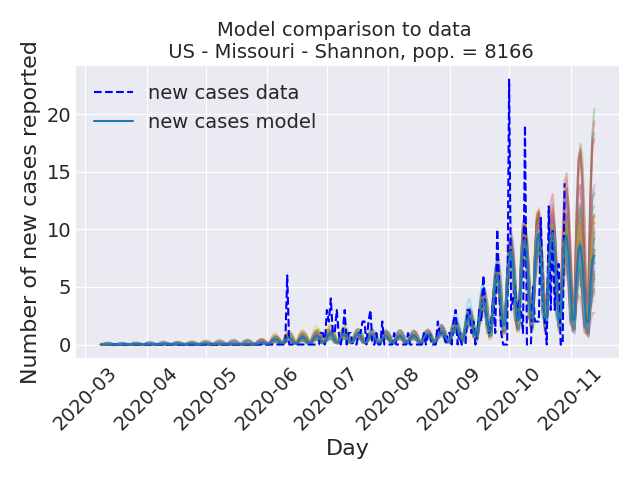 Model comparison to data
US - Missouri - Shannon, pop. = 8166
Number of new cases reported
new cases data
new cases model
20
15
10
5
0
2020-03
2020-04
2020-05
2020-06
2020-07
2020-08
2020-09
2020-10
2020-11
Day